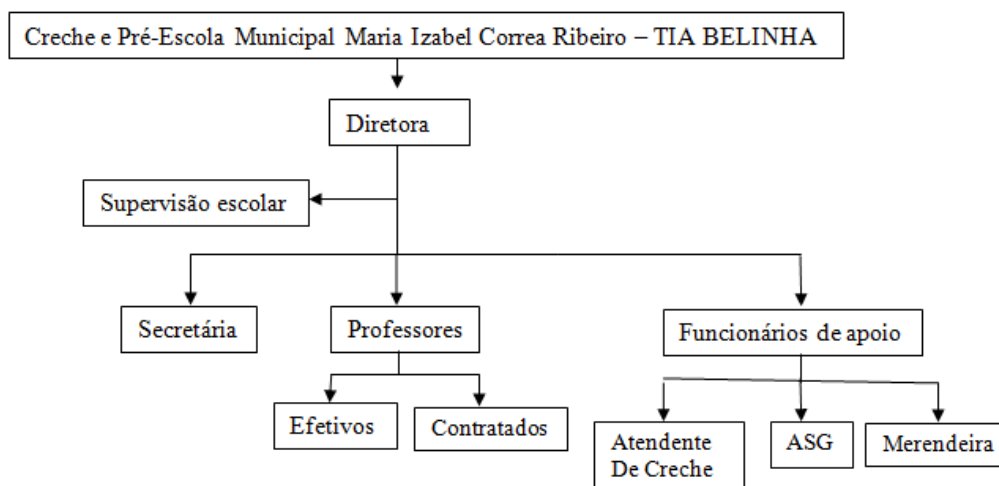 Creche e Pré-Escola Municipal Maria Izabel Correa Ribeiro – TIA BELINHA
Diretora
Supervisão escolar
Secretária
Professores
Funcionários de apoio
Efetivos
Contratados
Atendente
De Creche
ASG
Merendeira